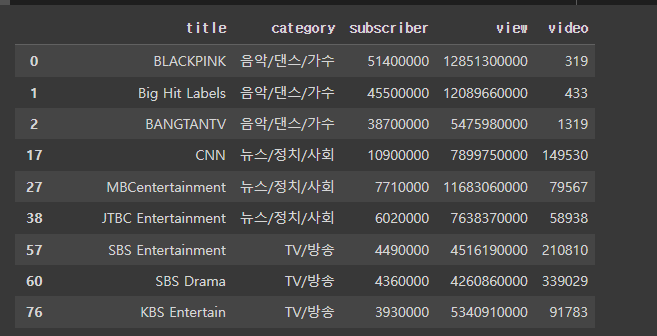 title category subscriber view video
0 BLACKPINK 음악/댄스/가수 51400000 12851300000 319
1 Big Hit Labels 음악/댄스/가수 45500000 12089660000 433
2 BANGTANTV 음악/댄스/가수 38700000 5475980000 1319
17 CNN 뉴스/정치/사회 10900000 7899750000 149530
27 MBCentertainment 뉴스/정치/사회 7710000 11683060000 79567
38 JTBC Entertainment 뉴스/정치/사회 6020000 7638370000 58938
57 SBS Entertainment TV/방송 4490000 4516190000 210810
60 SBS Drama TV/방송 4360000 4260860000 339029
76 KBS Entertain TV/방송 3930000 5340910000 91783